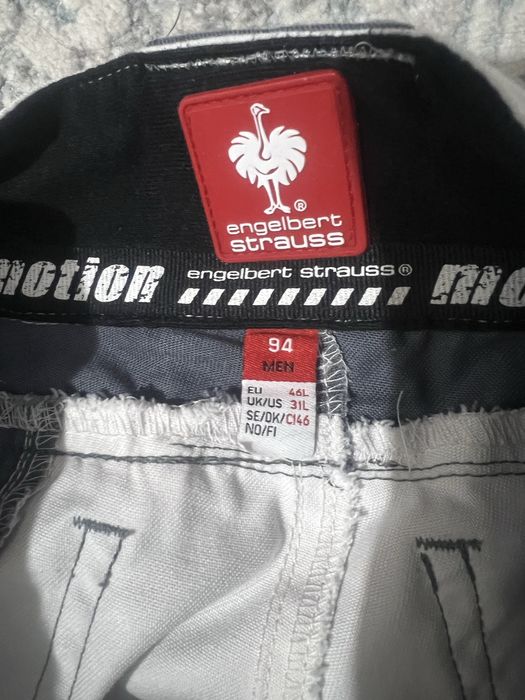 ®
engelbert
strauss
motion engelbert strauss® mo
94
MEN
EU 46L
UK/US 31L
SE/DK/C146
NO/FI